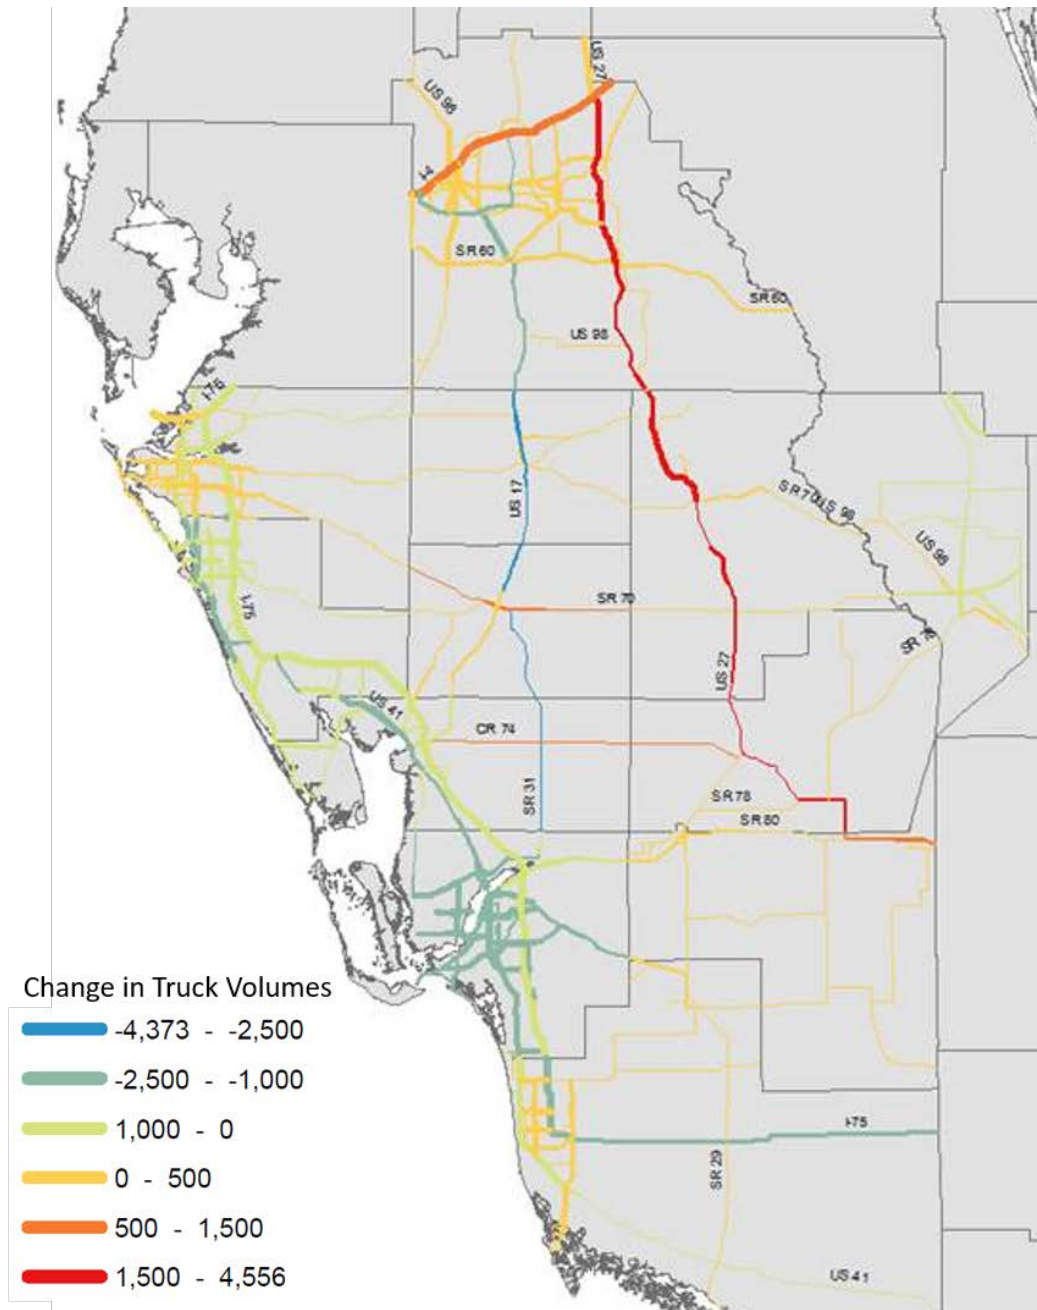 US 27
US 98
I-4
SR 60
SR 60
US 98
I-75
US 17
SR 70/US 98
US 98
I-75
SR 70
SR 7
US 27
US 41
CR 74
SR 31
SR 78
SR 80
Change in Truck Volumes
-4,373 - -2,500
-2,500 - -1,000
1,000 - 0
0 - 500
500 - 1,500
1,500 - 4,556
I-75
SR 29
US 41